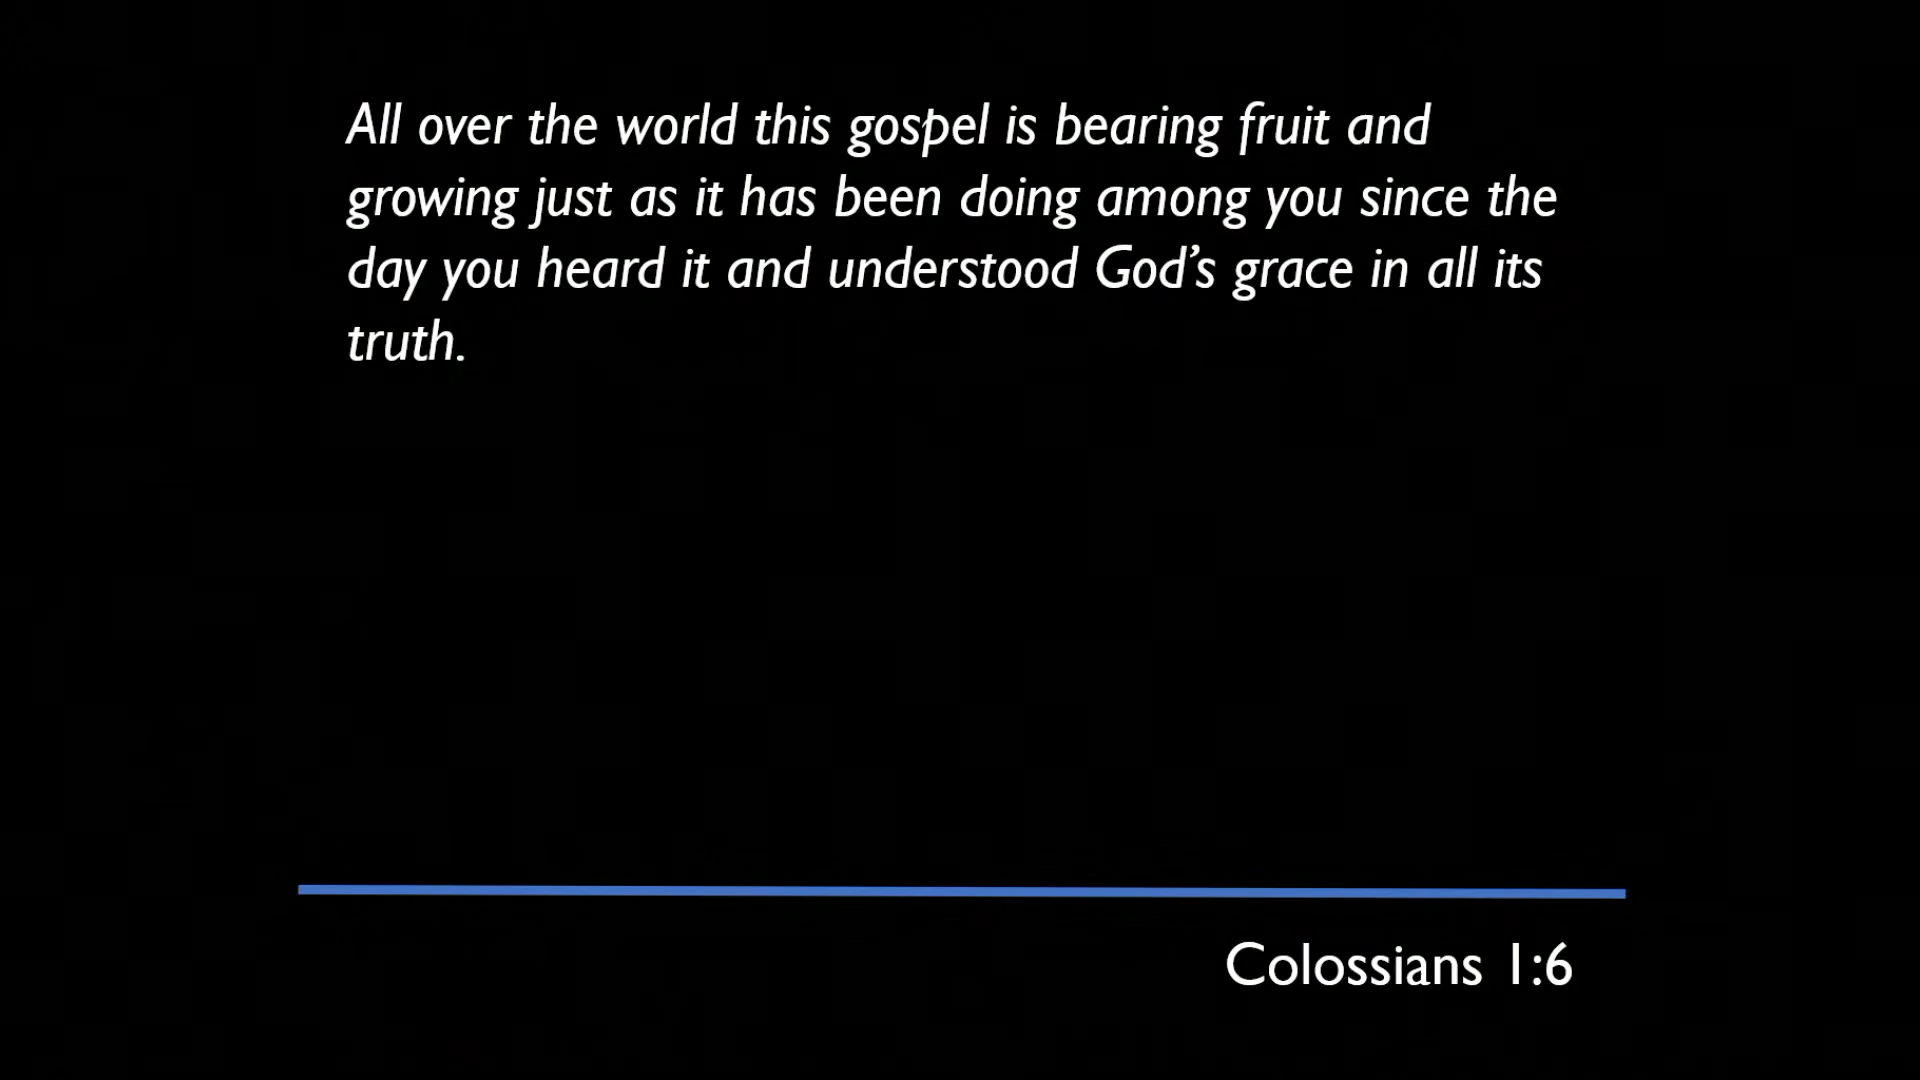 All over the world this gospel is bearing fruit and
growing just as it has been doing among you since the
day you heard it and understood God’s grace in all its
truth.
Colossians 1:6